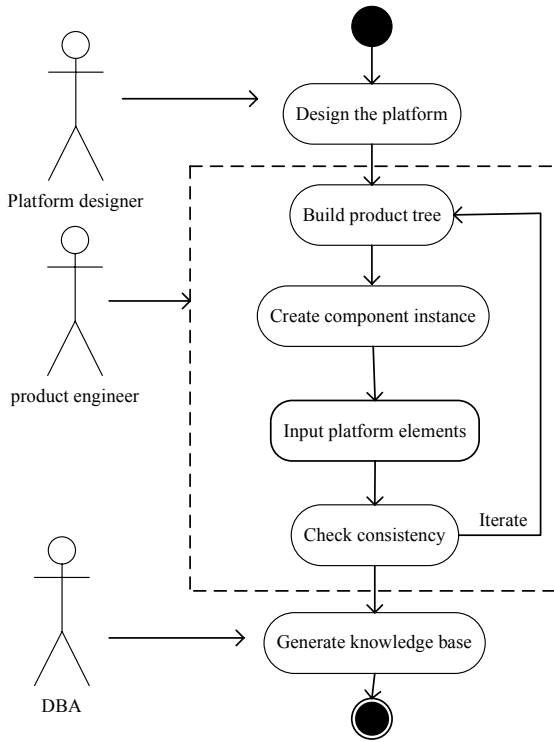 Design the platform
Platform designer
Build product tree
Create component instance
product engineer
Input platform elements
Iterate
Check consistency
Generate knowledge base
DBA